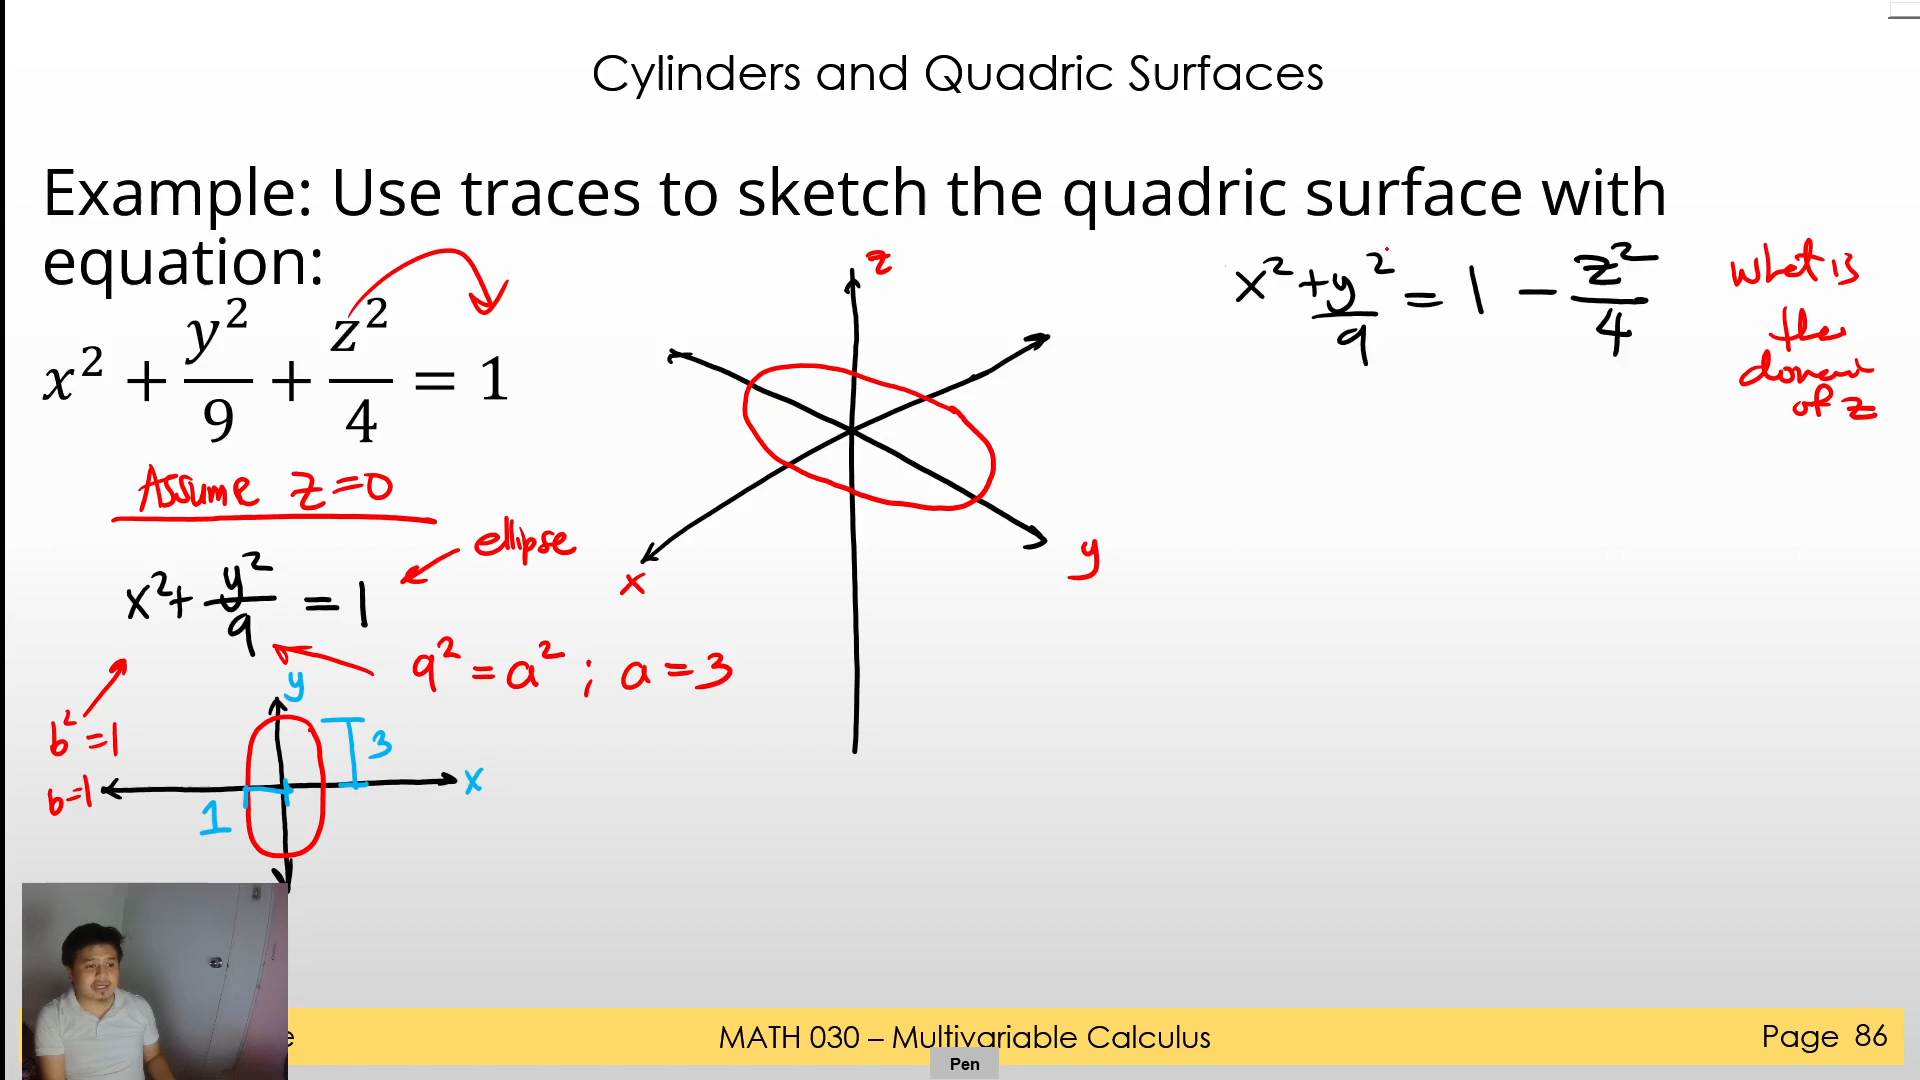 Cylinders and Quadric Surfaces
Example: Use traces to sketch the quadric surface with
equation:
x² + y²/9 + z²/4 = 1
Assume z=0
x² + y²/9 = 1
ellipse
9² = a² ; a = 3
b² = 1
b=1
y
3
x
1
z
x
y
x² + y²/9 = 1 − z²/4
what is
the
of z
e
MATH 030 – Multivariable Calculus
Page 86
Pen